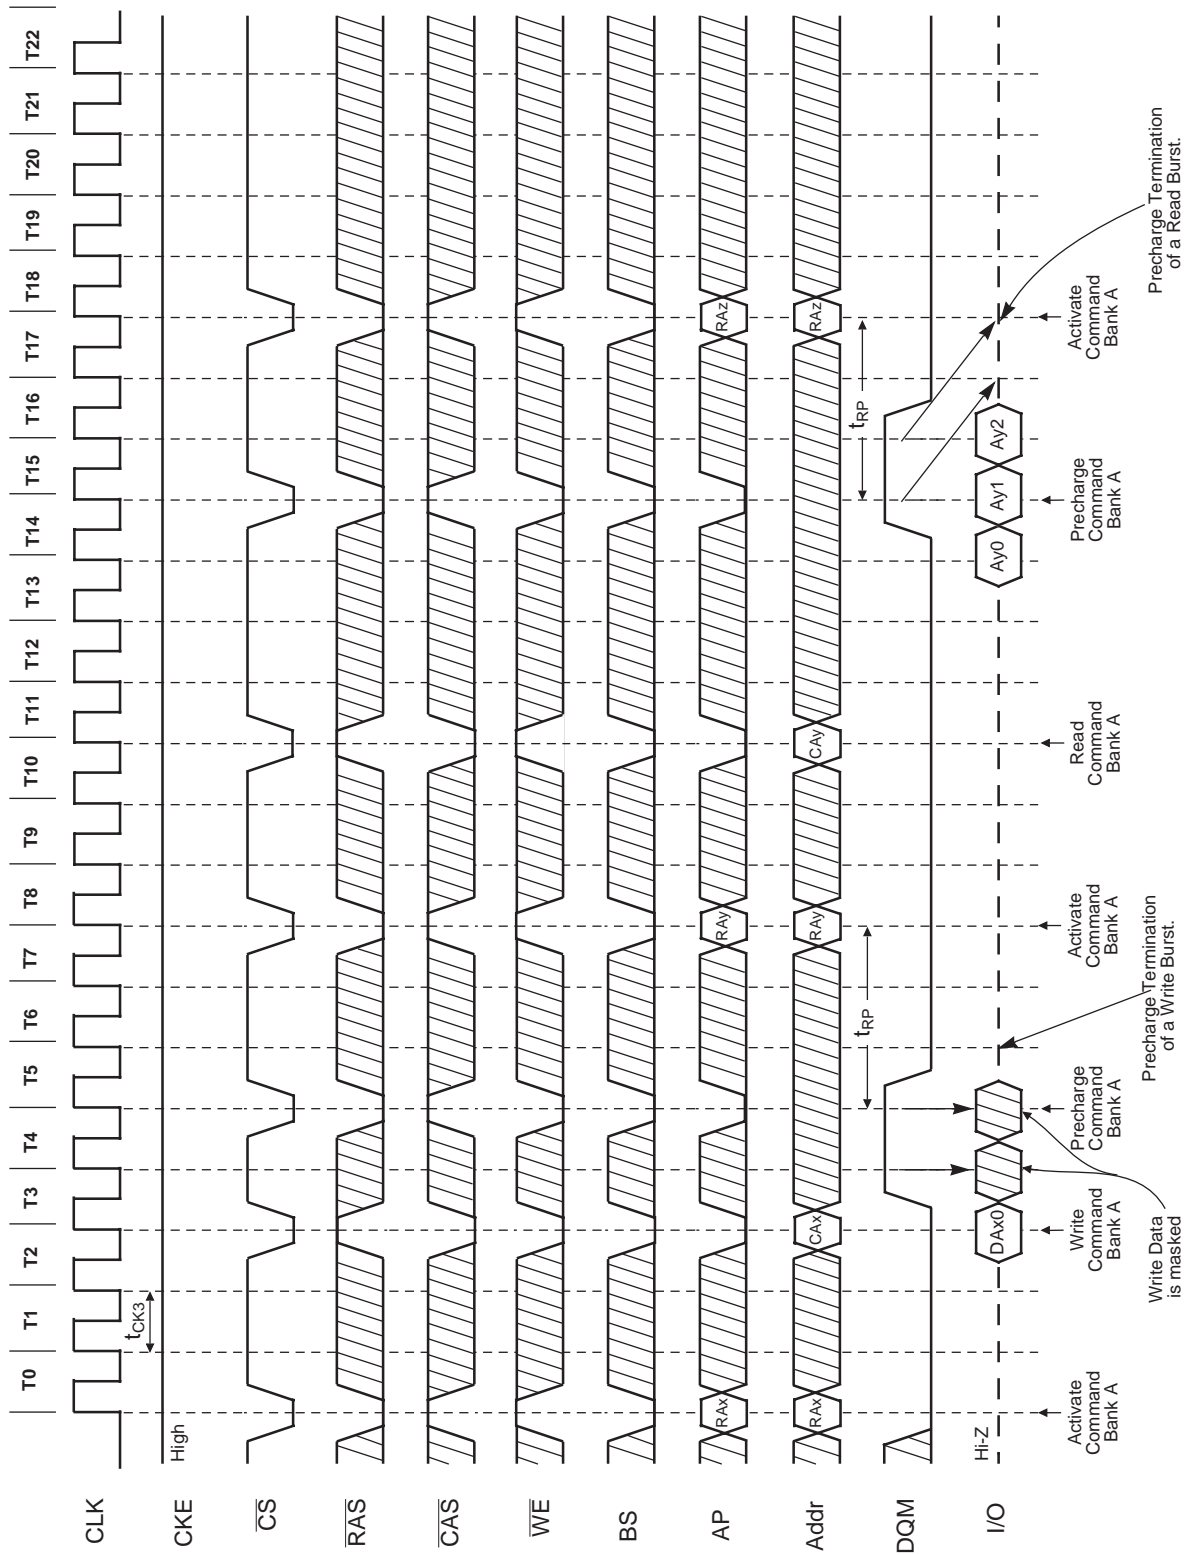 T0 T1 T2 T3 T4 T5 T6 T7 T8 T9 T10 T11 T12 T13 T14 T15 T16 T17 T18 T19 T20 T21 T22
CLK
tCK3
CKE
High
CS
RAS
CAS
WE
BS
AP
RAx
RAy
RAz
Addr
RAx
CAx
RAy
CAy
RAz
tRP
tRP
DQM
I/O
Hi-Z
DAx0
Ay0
Ay1
Ay2
Activate
Command
Bank A
Write
Command
Bank A
Precharge
Command
Bank A
Activate
Command
Bank A
Read
Command
Bank A
Precharge
Command
Bank A
Activate
Command
Bank A
Write Data
is masked
Precharge Termination
of a Write Burst.
Precharge Termination
of a Read Burst.